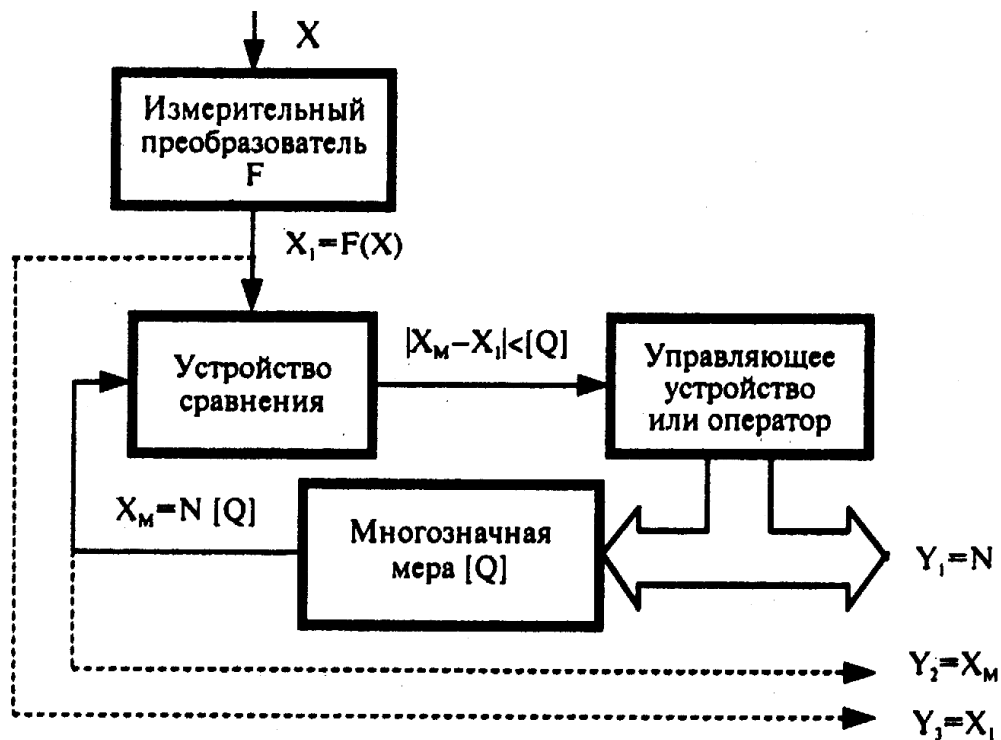 X
Измерительный
преобразователь
F
X₁=F(X)
Устройство
сравнения
|Xм−X₁|<[Q]
Управляющее
устройство
или оператор
Xм=N [Q]
Многозначная
мера [Q]
Y₁=N
Y₂=Xм
Y₃=X₁